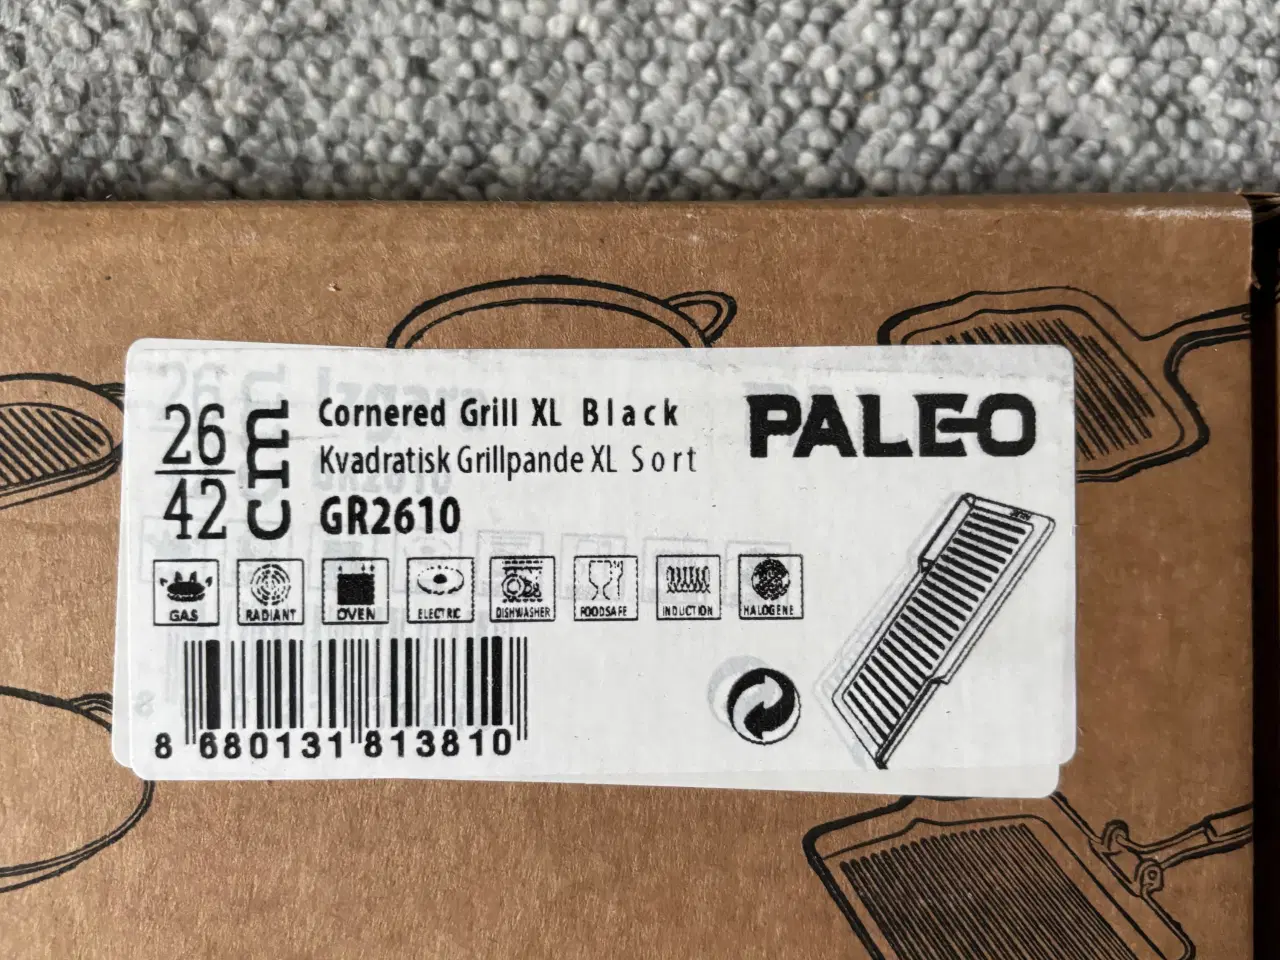 26
42
cm
Cornered Grill XL Black
Kvadratisk Grillpande XL Sort
GR2610
PALEO
GAS
RADIANT
OVEN
ELECTRIC
DISHWASHER
FOODSAFE
INDUCTION
HALOGENE
8 680131 813810